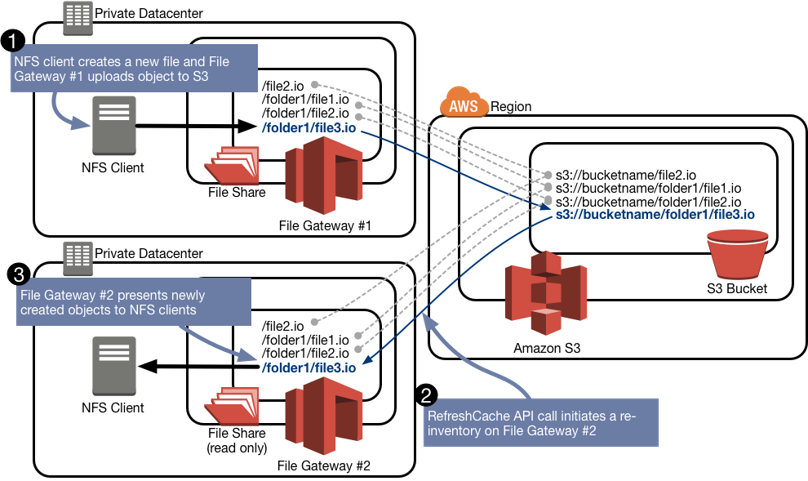 Private Datacenter
1
NFS client creates a new file and File
Gateway #1 uploads object to S3
/file2.io
/folder1/file1.io
/folder1/file2.io
/folder1/file3.io
NFS Client
File Share
File Gateway #1
AWS
Region
s3://bucketname/file2.io
s3://bucketname/folder1/file1.io
s3://bucketname/folder1/file2.io
s3://bucketname/folder1/file3.io
S3 Bucket
Amazon S3
Private Datacenter
3
File Gateway #2 presents newly
created objects to NFS clients
/file2.io
/folder1/file1.io
/folder1/file2.io
/folder1/file3.io
NFS Client
File Share
(read only)
File Gateway #2
2
RefreshCache API call initiates a re-
inventory on File Gateway #2